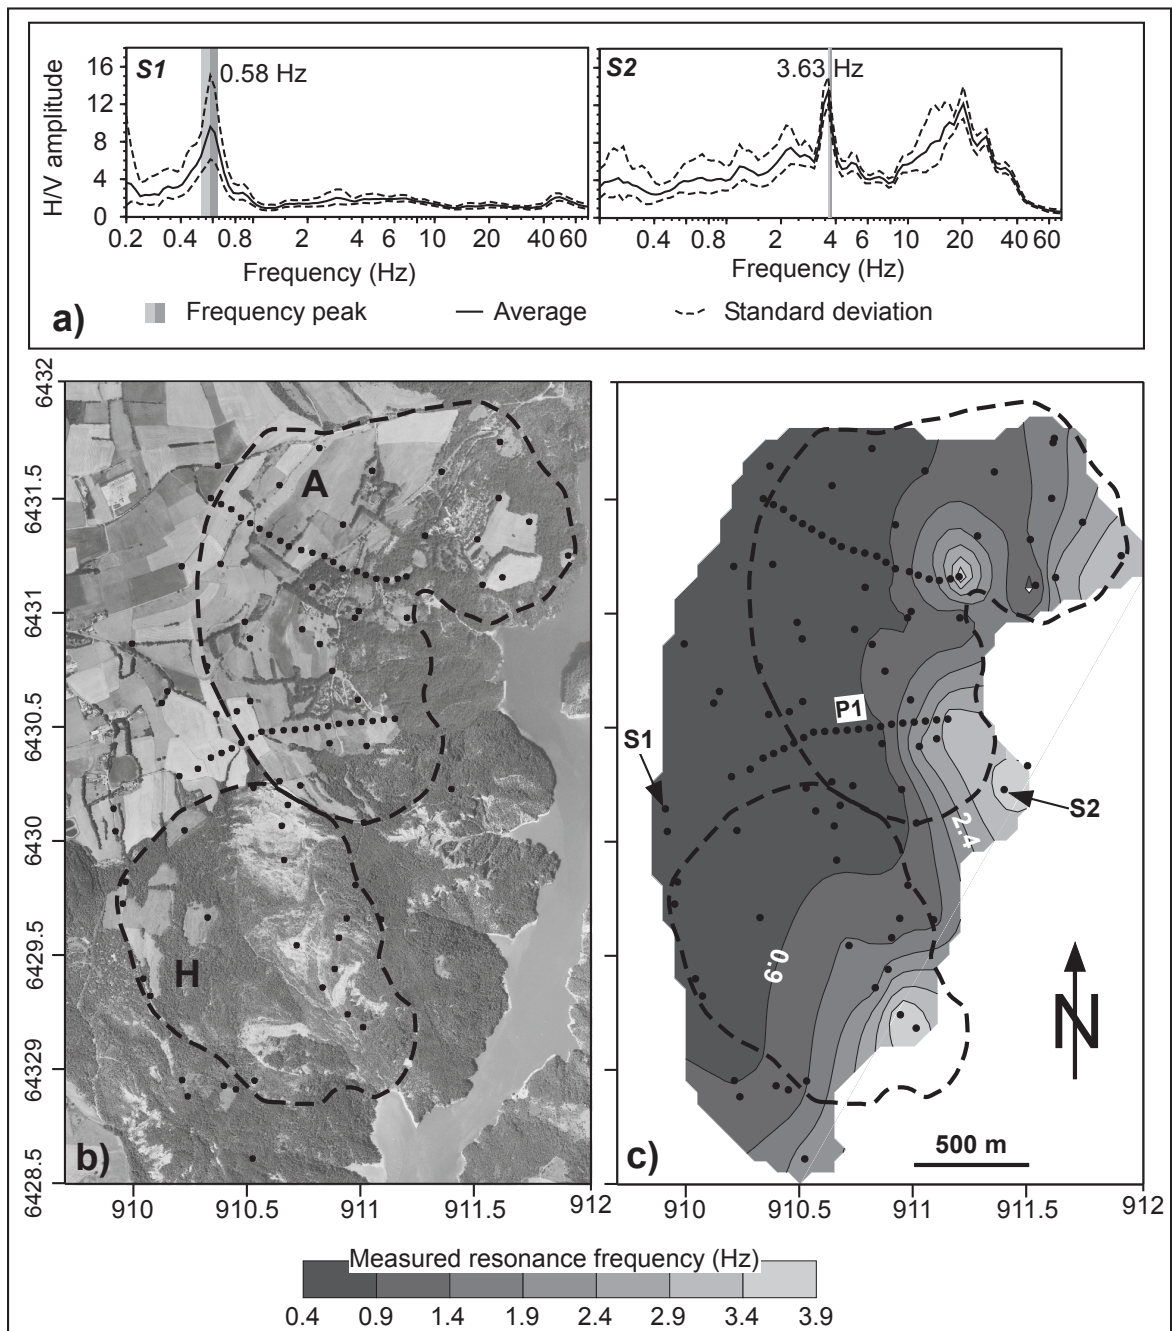 S1
0.58 Hz
S2
3.63 Hz
H/V amplitude
16
12
8
4
0
0.2 0.4 0.8 2 4 6 10 20 40 60
0.4 0.8 2 4 6 10 20 40 60
Frequency (Hz)
Frequency (Hz)
a)
Frequency peak
Average
Standard deviation
6432
6431.5
6431
6430.5
6430
6429.5
643229
6428.5
A
H
b)
910 910.5 911 911.5 912
P1
S1
S2
2.4
0.9
N
500 m
c)
910 910.5 911 911.5 912
Measured resonance frequency (Hz)
0.4 0.9 1.4 1.9 2.4 2.9 3.4 3.9